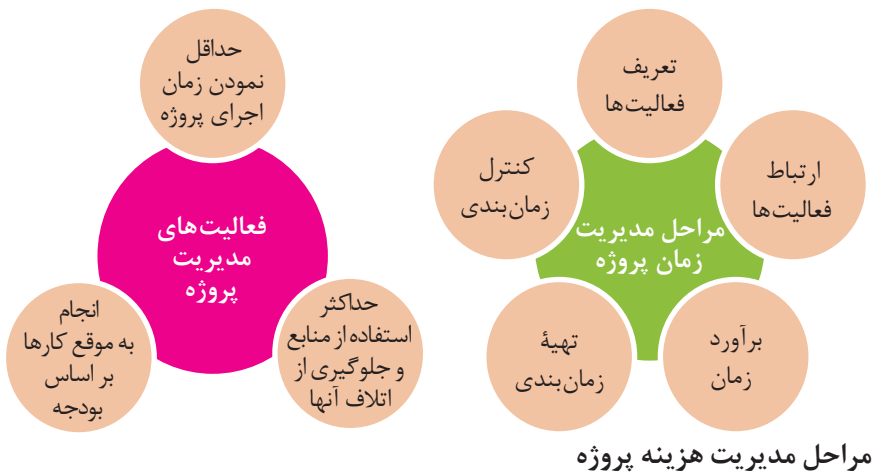 تعریف
فعالیت‌ها
ارتباط
فعالیت‌ها
برآورد
زمان
تهیۀ
زمان‌بندی
کنترل
زمان‌بندی
مراحل مدیریت
زمان پروژه
حداقل
نمودن زمان
اجرای پروژه
حداکثر
استفاده از منابع
و جلوگیری از
اتلاف آنها
انجام
به موقع کارها
بر اساس
بودجه
فعالیت‌های
مدیریت
پروژه
مراحل مدیریت هزینه پروژه